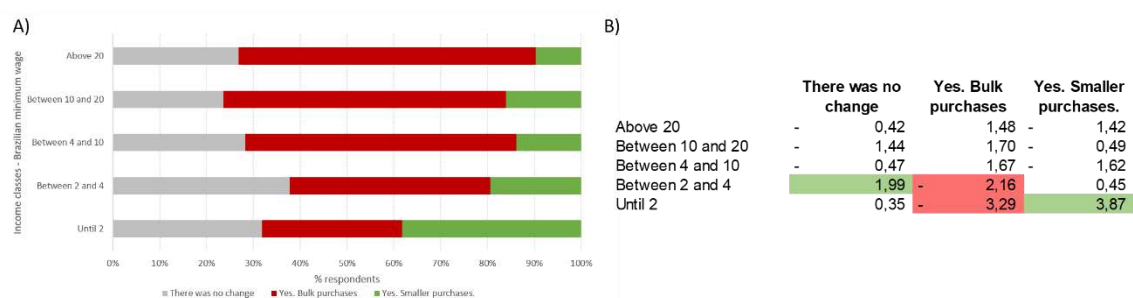 A)
Income classes - Brazilian minimum wage
Above 20
Between 10 and 20
Between 4 and 10
Between 2 and 4
Until 2
0% 10% 20% 30% 40% 50% 60% 70% 80% 90% 100%
% respondents
There was no change Yes. Bulk purchases Yes. Smaller purchases.
B)
There was no change Yes. Bulk purchases Yes. Smaller purchases.
Above 20 - 0,42 1,48 - 1,42
Between 10 and 20 - 1,44 1,70 - 0,49
Between 4 and 10 - 0,47 1,67 - 1,62
Between 2 and 4 1,99 - 2,16 0,45
Until 2 0,35 - 3,29 3,87